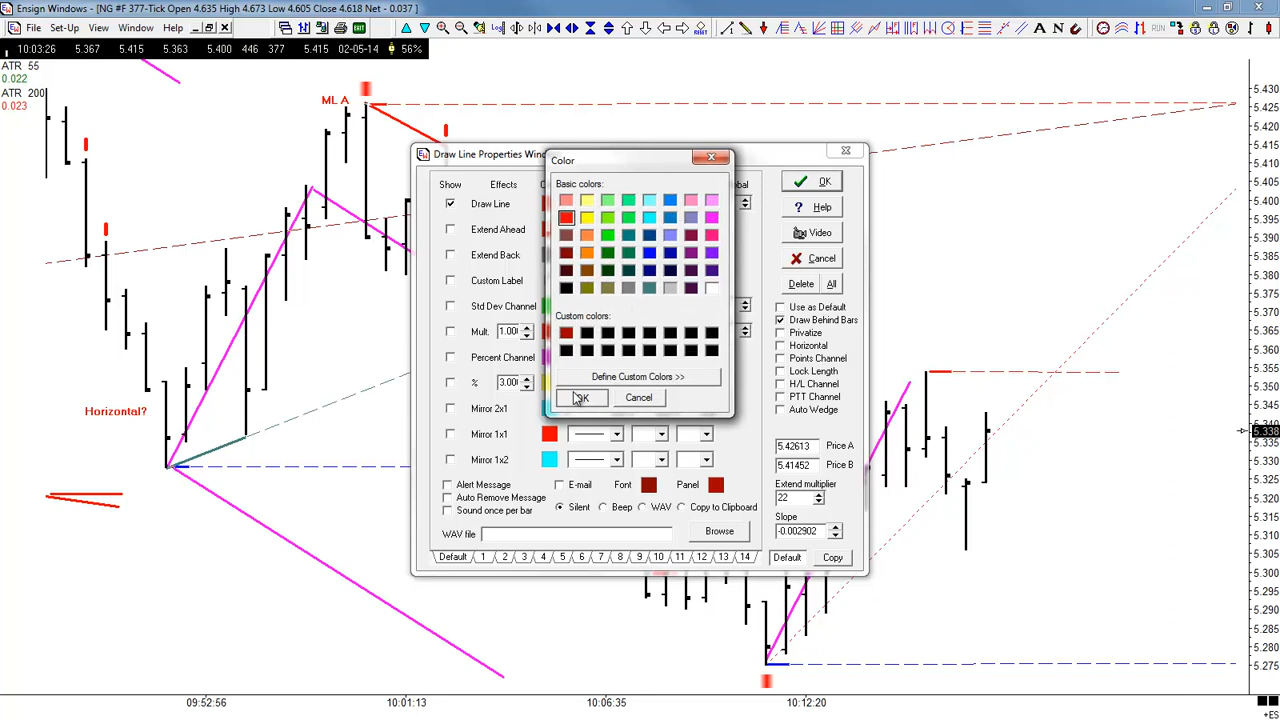 Ensign Windows - [NG #F 377-Tick Open 4.635 High 4.673 Low 4.605 Close 4.618 Net - 0.037 ]
File Set-Up View Window Help
10:03:26 5.367 5.415 5.363 5.400 446 377 5.415 02-05-14 56%
ATR 55
0.022
ATR 200
0.023
ML A
Horizontal?
Draw Line Properties Wind
Show Effects
Draw Line
Extend Ahead
Extend Back
Custom Label
Std Dev Channel
Mult. 1.00
Percent Channel
% 3.00
Mirror 2x1
Mirror 1x1
Mirror 1x2
Alert Message E-mail Font Panel
Auto Remove Message
Sound once per bar Silent Beep WAV Copy to Clipboard
WAV file Browse
Default 1 2 3 4 5 6 7 8 9 10 11 12 13 14
Color
Basic colors:
Custom colors:
Define Custom Colors >>
OK Cancel
OK
Help
Video
Cancel
Delete All
Use as Default
Draw Behind Bars
Privatize
Horizontal
Points Channel
Lock Length
H/L Channel
PTT Channel
Auto Wedge
5.42613 Price A
5.41452 Price B
Extend multiplier
22
Slope
-0.002902
Default Copy
5.430
5.425
5.420
5.415
5.410
5.405
5.400
5.395
5.390
5.385
5.380
5.375
5.370
5.365
5.360
5.355
5.350
5.345
5.340
5.338
5.335
5.330
5.325
5.320
5.315
5.310
5.305
5.300
5.295
5.290
5.285
5.280
5.275
09:52:56 10:01:13 10:06:35 10:12:20
+ES